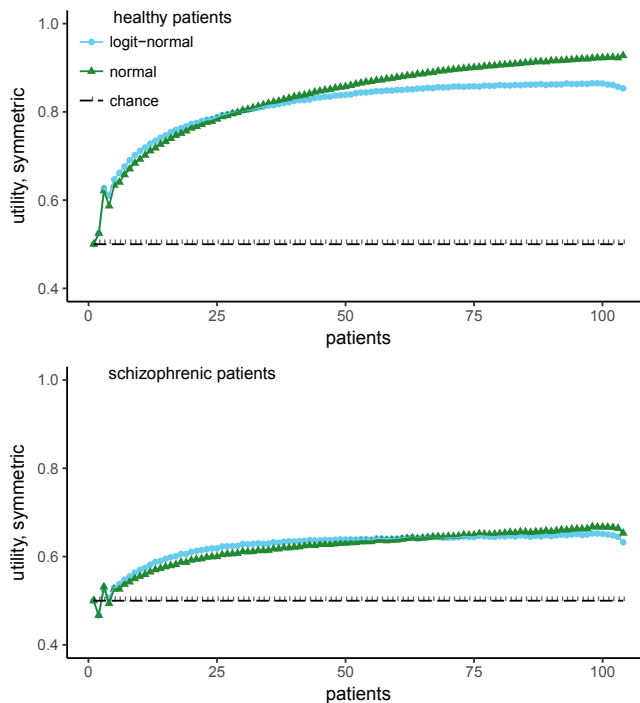 healthy patients
logit−normal
normal
chance
1.0
0.8
0.6
0.4
utility, symmetric
0
25
50
75
100
patients
schizophrenic patients
1.0
0.8
0.6
0.4
utility, symmetric
0
25
50
75
100
patients